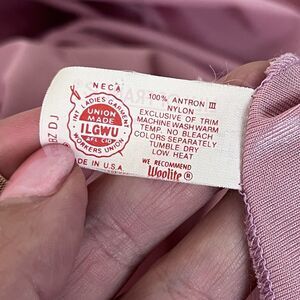 NECA
INT. LADIES GARMENT
UNION
MADE
ILGWU
AFL CIO
WORKERS UNION
MADE IN U.S.A.
100% ANTRON III
NYLON
EXCLUSIVE OF TRIM
MACHINE WASH WARM
TEMP. NO BLEACH
COLORS SEPARATELY
TUMBLE DRY
LOW HEAT
WE RECOMMEND
Woolite®